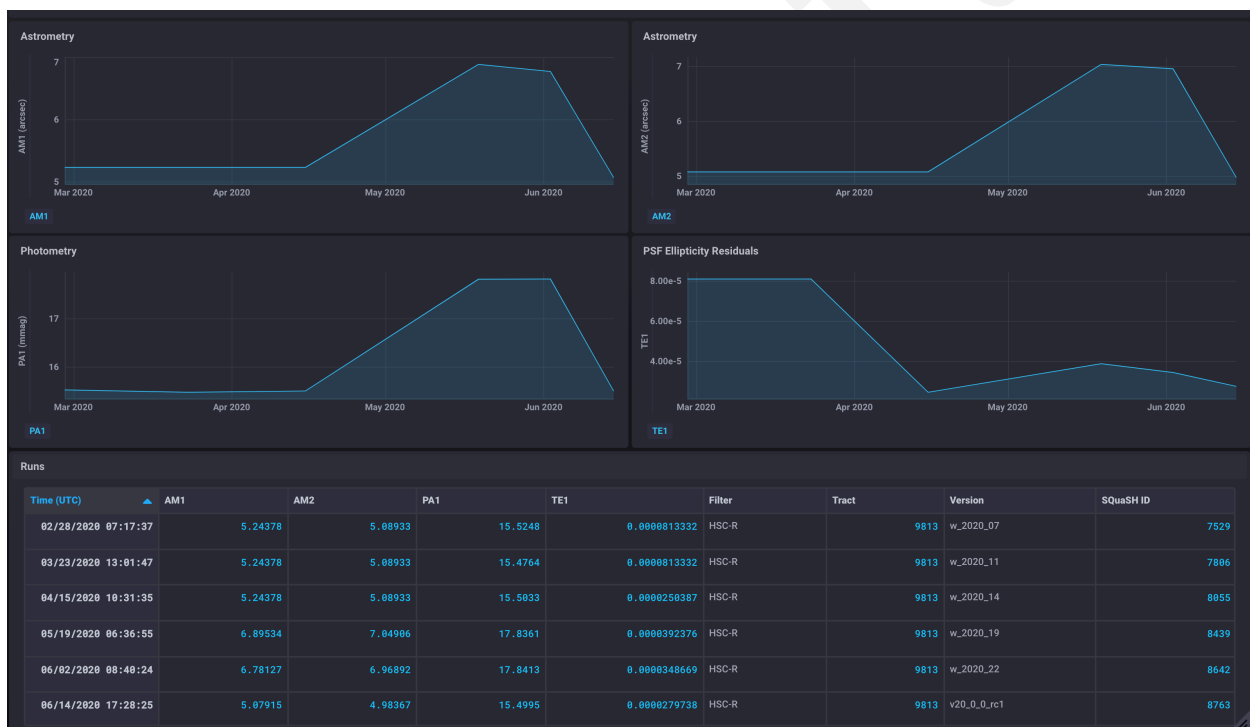 Astrometry
7
6
5
AM1 (arcsec)
Mar 2020 Apr 2020 May 2020 Jun 2020
AM1
Astrometry
7
6
5
AM2 (arcsec)
Mar 2020 Apr 2020 May 2020 Jun 2020
AM2
Photometry
17
16
PA1 (mmag)
Mar 2020 Apr 2020 May 2020 Jun 2020
PA1
PSF Ellipticity Residuals
8.00e-5
6.00e-5
4.00e-5
TE1
Mar 2020 Apr 2020 May 2020 Jun 2020
TE1
Runs
Time (UTC) AM1 AM2 PA1 TE1 Filter Tract Version SQuaSH ID
02/28/2020 07:17:37 5.24378 5.08933 15.5248 0.0000813332 HSC-R 9813 w_2020_07 7529
03/23/2020 13:01:47 5.24378 5.08933 15.4764 0.0000813332 HSC-R 9813 w_2020_11 7806
04/15/2020 10:31:35 5.24378 5.08933 15.5033 0.0000250387 HSC-R 9813 w_2020_14 8055
05/19/2020 06:36:55 6.89534 7.04906 17.8361 0.0000392376 HSC-R 9813 w_2020_19 8439
06/02/2020 08:40:24 6.78127 6.96892 17.8413 0.0000348669 HSC-R 9813 w_2020_22 8642
06/14/2020 17:28:25 5.07915 4.98367 15.4995 0.0000279738 HSC-R 9813 v20_0_0_rc1 8763